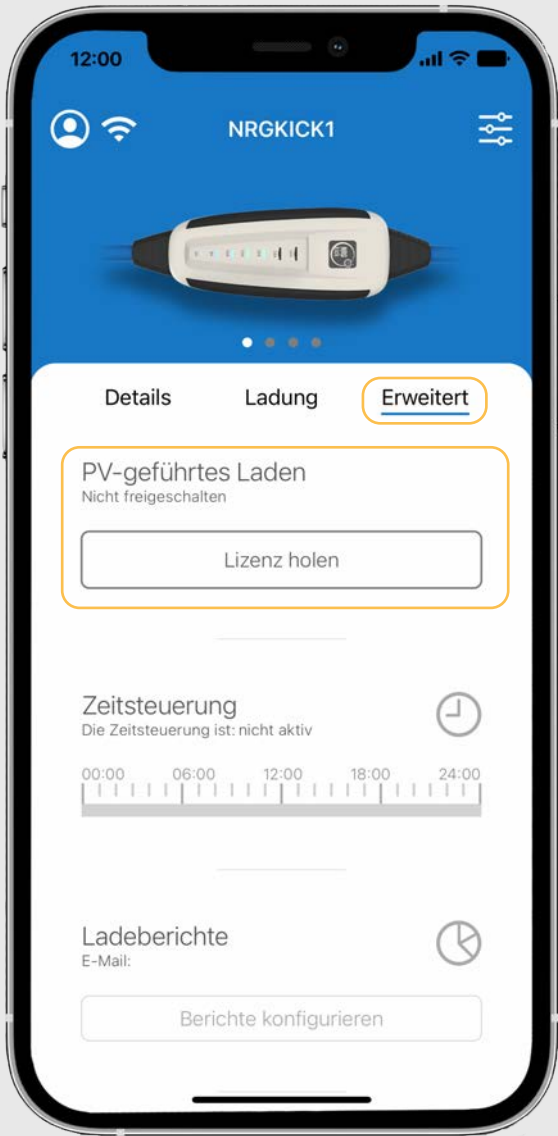 12:00
NRGKICK1
Details Ladung Erweitert
PV-geführtes Laden
Nicht freigeschalten
Lizenz holen
Zeitsteuerung
Die Zeitsteuerung ist: nicht aktiv
00:00 06:00 12:00 18:00 24:00
Ladeberichte
E-Mail:
Berichte konfigurieren